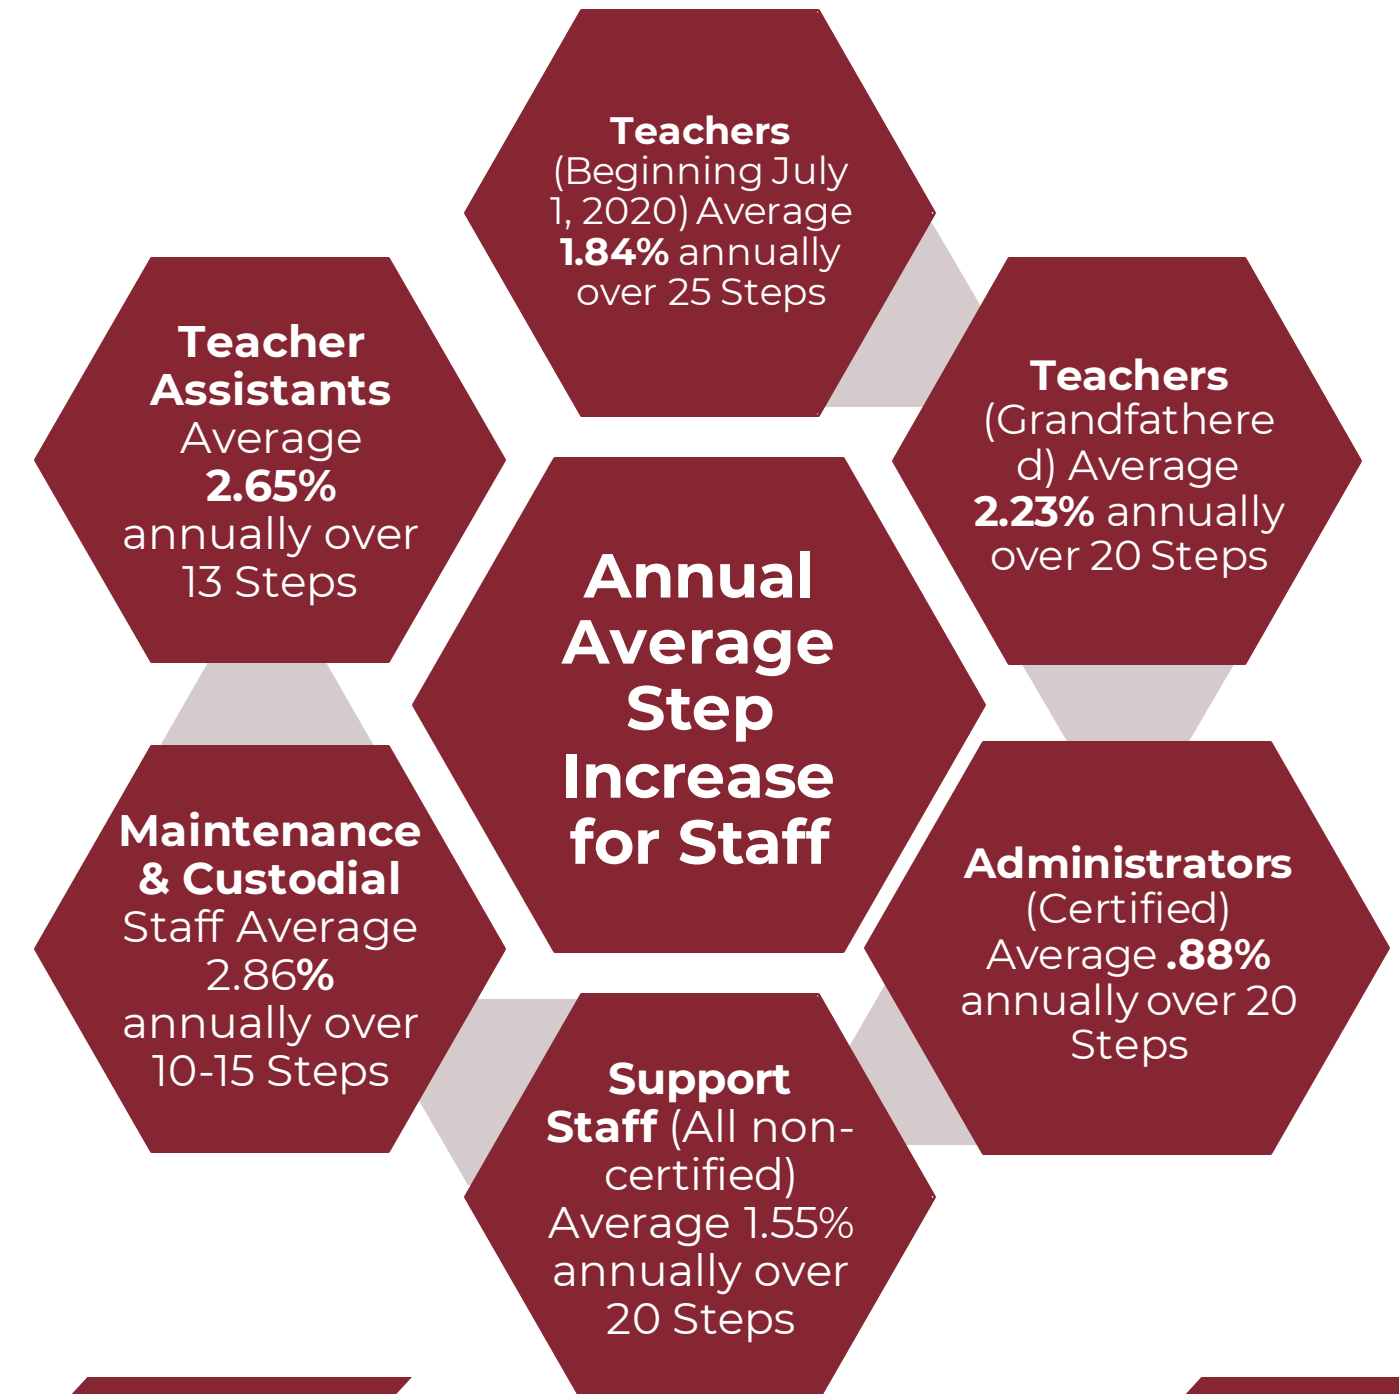 Teachers
(Beginning July
1, 2020) Average
1.84% annually
over 25 Steps
Teacher
Assistants
Average
2.65%
annually over
13 Steps
Teachers
(Grandfathere
d) Average
2.23% annually
over 20 Steps
Annual
Average
Step
Increase
for Staff
Maintenance
& Custodial
Staff Average
2.86%
annually over
10-15 Steps
Administrators
(Certified)
Average .88%
annually over 20
Steps
Support
Staff (All non-
certified)
Average 1.55%
annually over
20 Steps